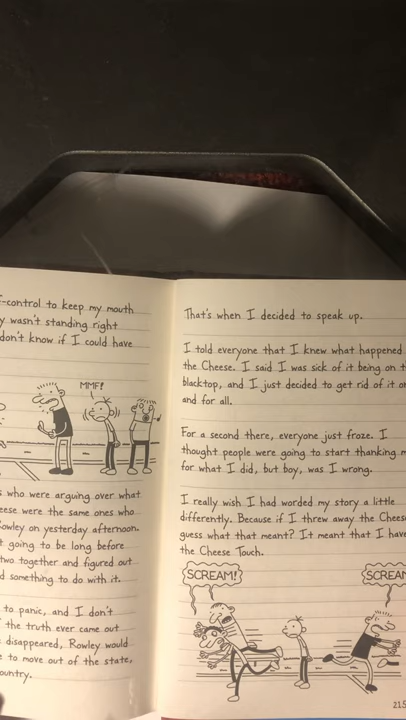 -control to keep my mouth
wasn't standing right
don't know if I could have
MMF!
who were arguing over what
eese were the same ones who
owley on yesterday afternoon.
going to be long before
two together and figured out
something to do with it.
to panic, and I don't
the truth ever came out
disappeared, Rowley would
to move out of the state,
ountry.
That's when I decided to speak up.
I told everyone that I knew what happened
the Cheese. I said I was sick of it being on t
blacktop, and I just decided to get rid of it on
and for all.
For a second there, everyone just froze. I
thought people were going to start thanking m
for what I did, but boy, was I wrong.
I really wish I had worded my story a little
differently. Because if I threw away the Chees
guess what that meant? It meant that I have
the Cheese Touch.
SCREAM!
SCREAM
215